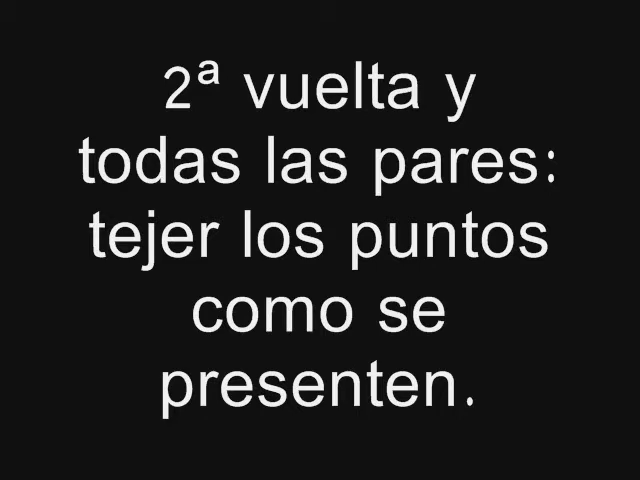 2ª vuelta y
todas las pares:
tejer los puntos
como se
presenten.